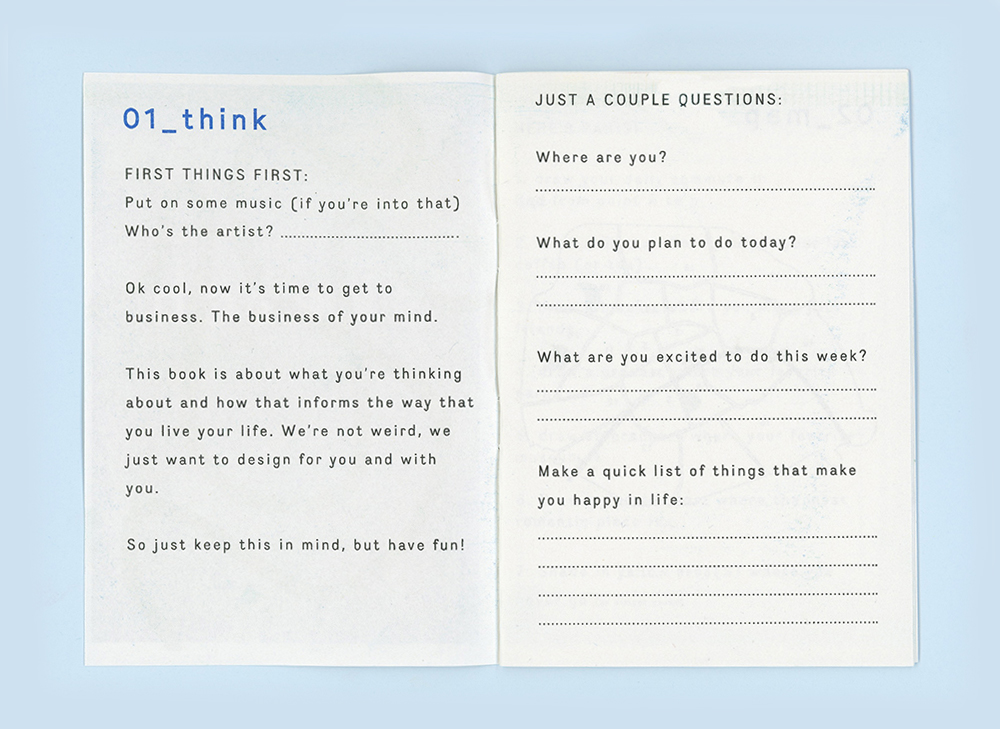 01_think
FIRST THINGS FIRST:
Put on some music (if you're into that)
Who's the artist?
Ok cool, now it's time to get to
business. The business of your mind.
This book is about what you're thinking
about and how that informs the way that
you live your life. We're not weird, we
just want to design for you and with
you.
So just keep this in mind, but have fun!
JUST A COUPLE QUESTIONS:
Where are you?
What do you plan to do today?
What are you excited to do this week?
Make a quick list of things that make
you happy in life: